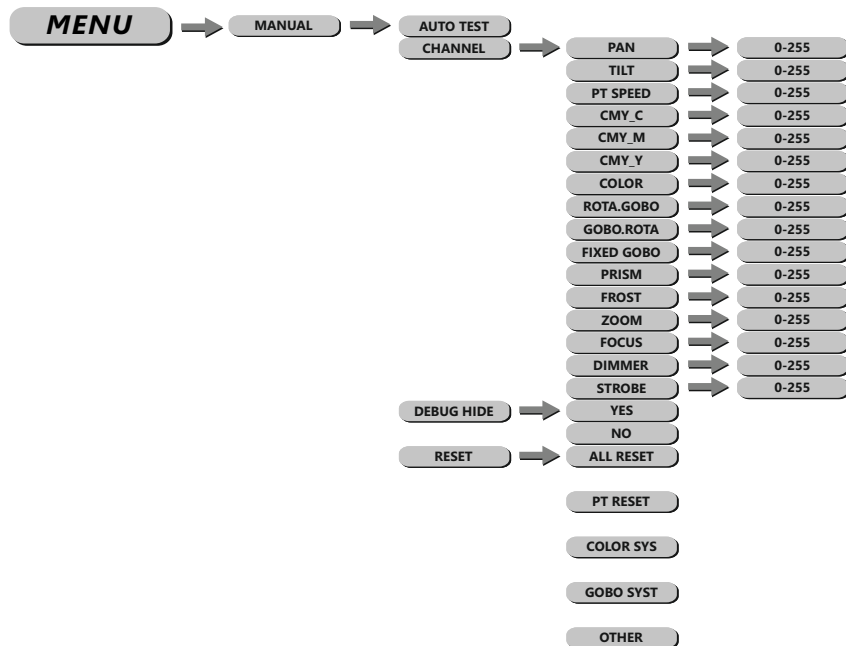 MENU MANUAL AUTO TEST
CHANNEL PAN 0-255
TILT 0-255
PT SPEED 0-255
CMY_C 0-255
CMY_M 0-255
CMY_Y 0-255
COLOR 0-255
ROTA.GOBO 0-255
GOBO.ROTA 0-255
FIXED GOBO 0-255
PRISM 0-255
FROST 0-255
ZOOM 0-255
FOCUS 0-255
DIMMER 0-255
STROBE 0-255
DEBUG HIDE YES
NO
RESET ALL RESET
PT RESET
COLOR SYS
GOBO SYST
OTHER